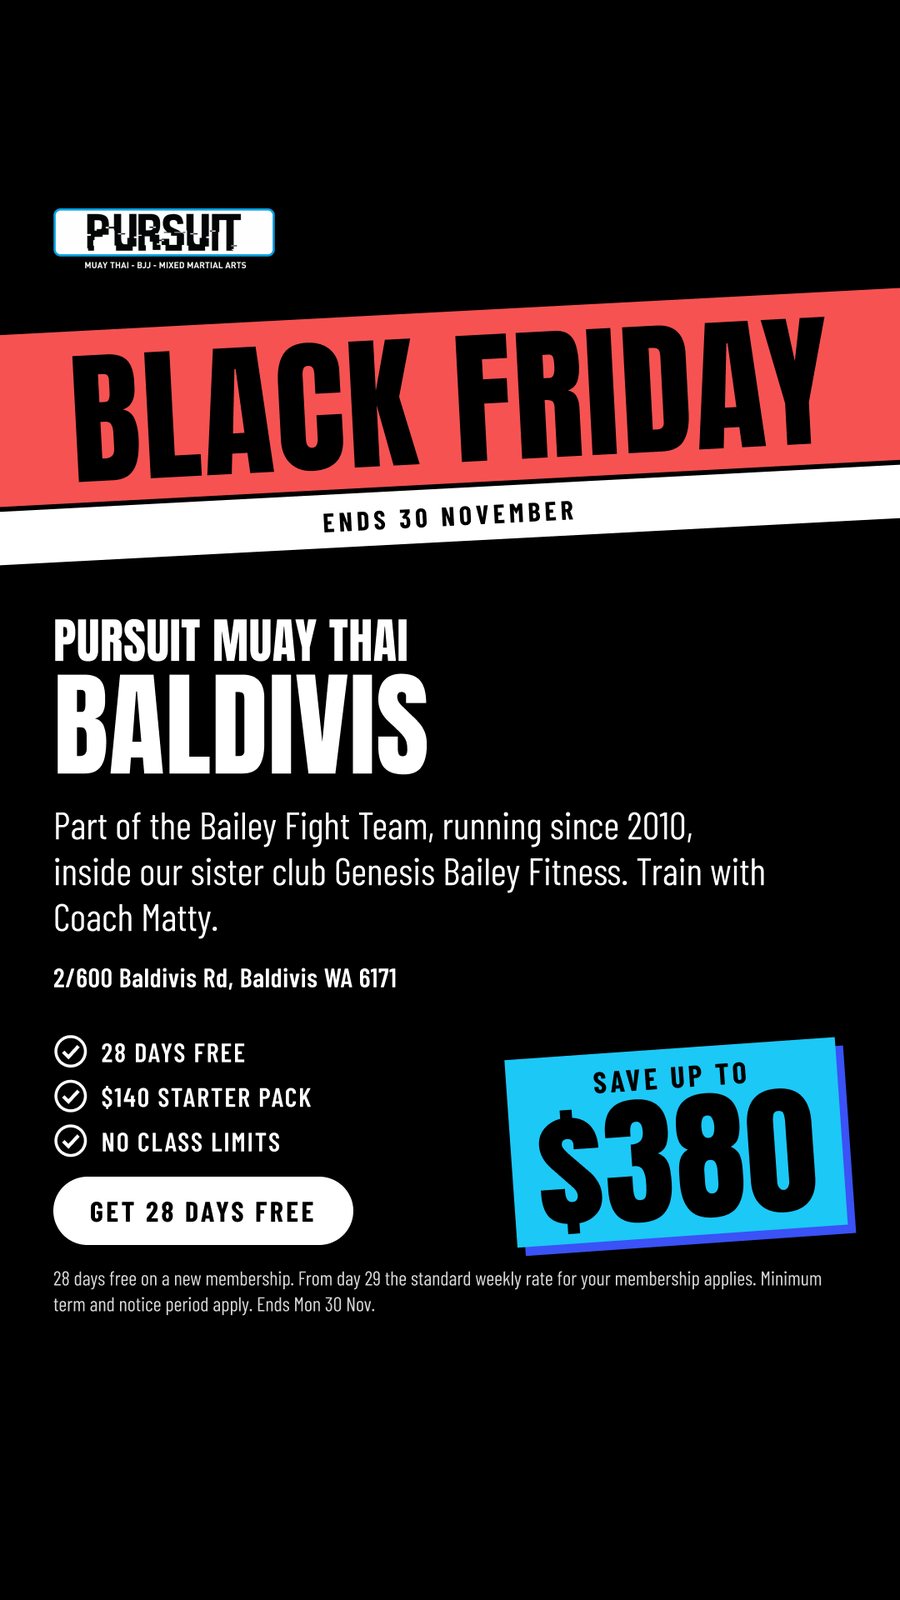 PURSUIT
MUAY THAI - BJJ - MIXED MARTIAL ARTS
BLACK FRIDAY
ENDS 30 NOVEMBER
PURSUIT MUAY THAI
BALDIVIS
Part of the Bailey Fight Team, running since 2010,
inside our sister club Genesis Bailey Fitness. Train with
Coach Matty.
2/600 Baldivis Rd, Baldivis WA 6171
28 DAYS FREE
$140 STARTER PACK
NO CLASS LIMITS
SAVE UP TO
$380
GET 28 DAYS FREE
28 days free on a new membership. From day 29 the standard weekly rate for your membership applies. Minimum
term and notice period apply. Ends Mon 30 Nov.